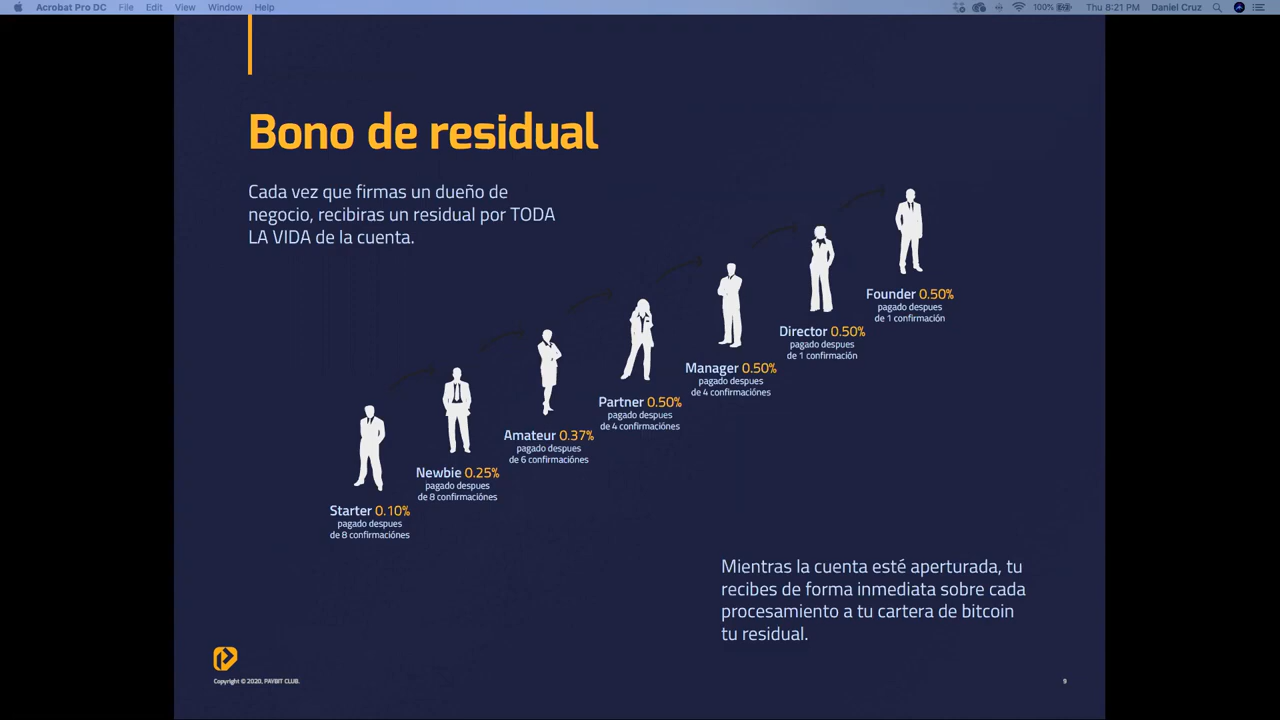 Acrobat Pro DC File Edit View Window Help 100% Thu 8:21 PM Daniel Cruz
Bono de residual
Cada vez que firmas un dueño de
negocio, recibiras un residual por TODA
LA VIDA de la cuenta.
Founder 0.50%
pagado despues
de 1 confirmación
Director 0.50%
pagado despues
de 1 confirmación
Manager 0.50%
pagado despues
de 4 confirmaciónes
Partner 0.50%
pagado despues
de 4 confirmaciónes
Amateur 0.37%
pagado despues
de 6 confirmaciónes
Newbie 0.25%
pagado despues
de 8 confirmaciónes
Starter 0.10%
pagado despues
de 8 confirmaciónes
Mientras la cuenta esté aperturada, tu
recibes de forma inmediata sobre cada
procesamiento a tu cartera de bitcoin
tu residual.
Copyright © 2020, PAYBIT CLUB.
9